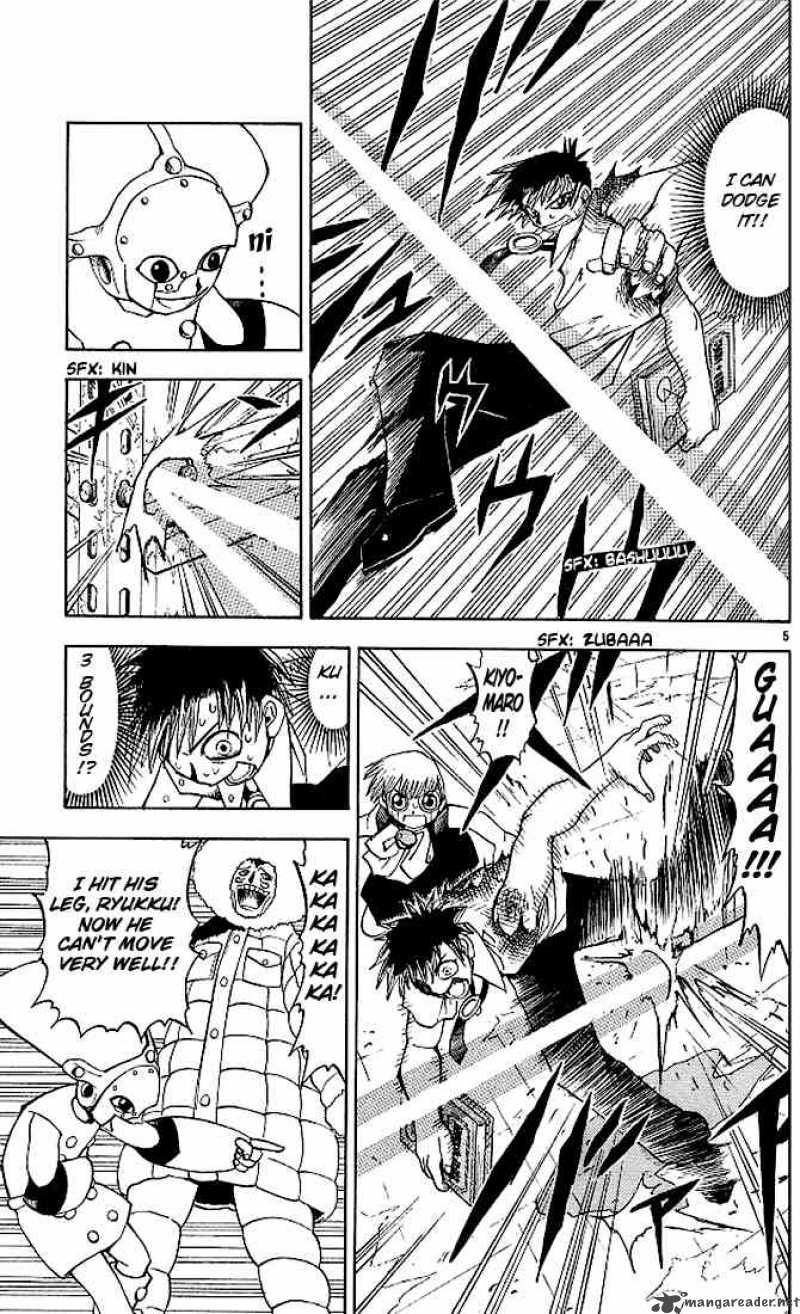 I CAN
DODGE
IT!!
SFX: BASHUUUU
ni
SFX: KIN
5
SFX: ZUBAAA
GUAAAA!!!
KIYO-
MARO
!!
KU
...
3
BOUNDS
!?
KA
KA
KA
KA
KA
KA!
I HIT HIS
LEG, RYUKKU!
NOW HE
CAN'T MOVE
VERY WELL!!
mangareader.net